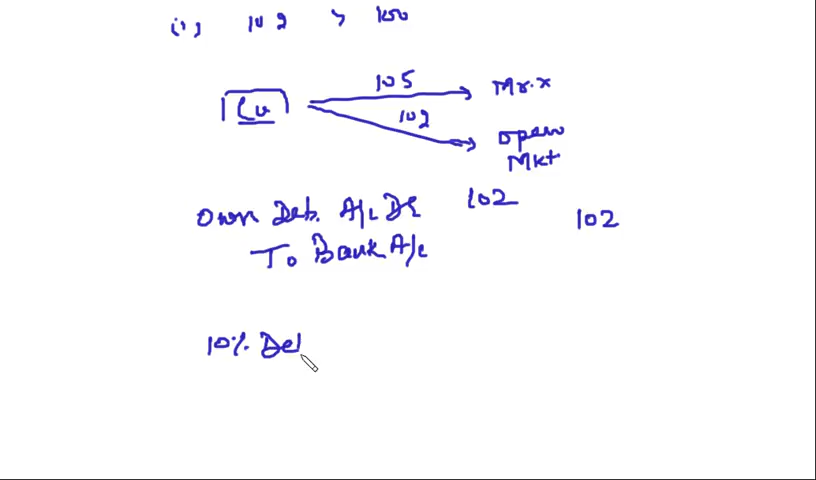 (i) 102 > 100
105 Mr. x
Co
102 open
Mkt
Own Deb. A/c Dr 102
To Bank A/c 102
10% Deb